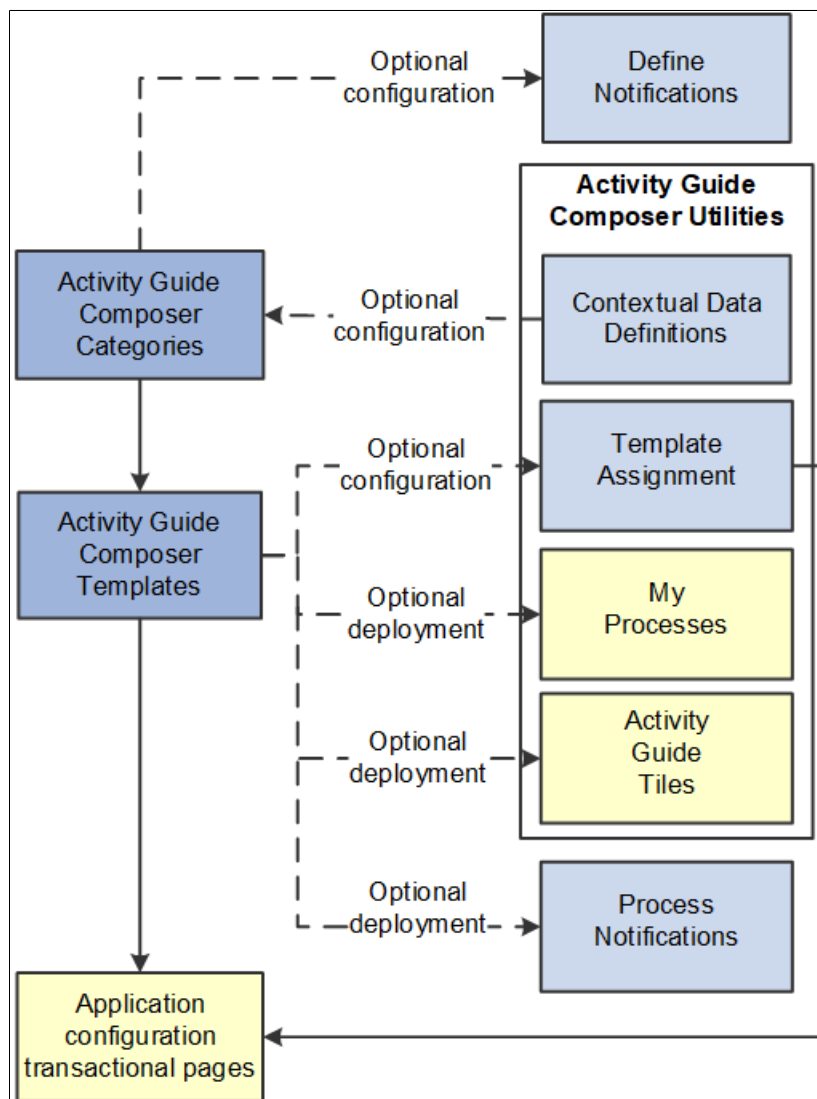 Optional
configuration
Define
Notifications
Activity Guide
Composer Utilities
Activity Guide
Composer
Categories
Optional
configuration
Contextual Data
Definitions
Optional
configuration
Template
Assignment
Activity Guide
Composer
Templates
Optional
deployment
My
Processes
Optional
deployment
Activity
Guide
Tiles
Optional
deployment
Process
Notifications
Application
configuration
transactional pages